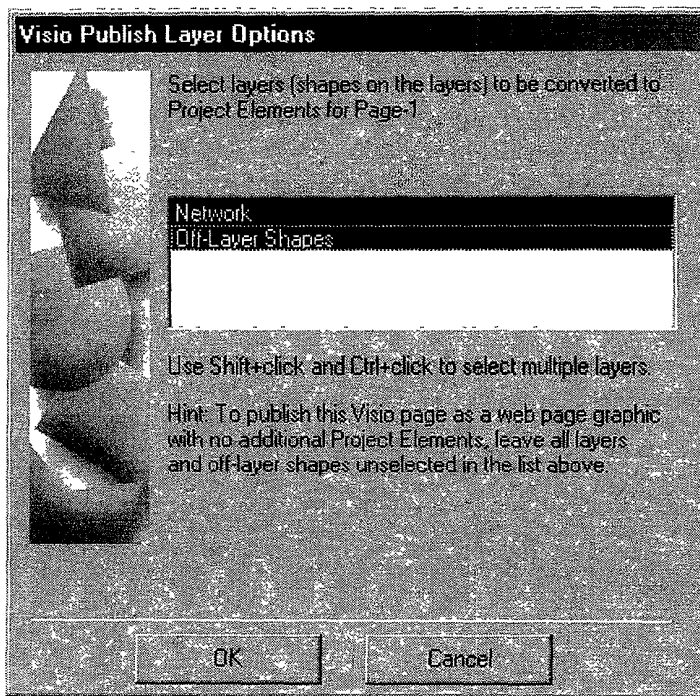 Visio Publish Layer Options
Select layers (shapes on the layers) to be converted to
Project Elements for Page-1
Network
Off-Layer Shapes
Use Shift+click and Ctrl+click to select multiple layers.
Hint: To publish this Visio page as a web page graphic
with no additional Project Elements, leave all layers
and off-layer shapes unselected in the list above.
OK
Cancel